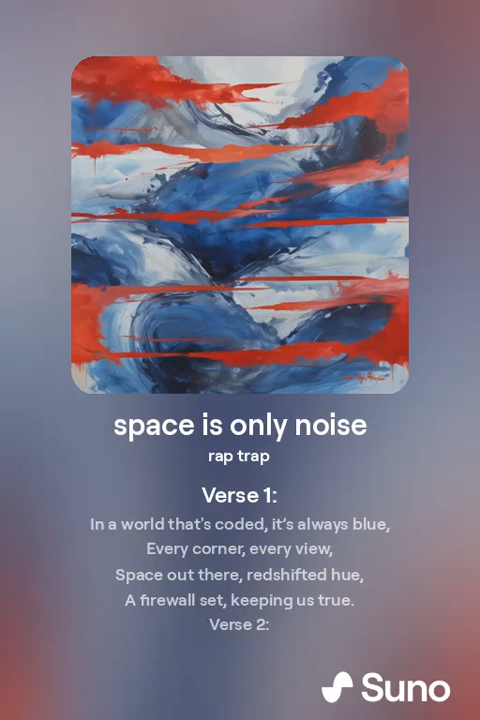 space is only noise
rap trap
Verse 1:
In a world that's coded, it's always blue,
Every corner, every view,
Space out there, redshifted hue,
A firewall set, keeping us true.
Verse 2:
Suno